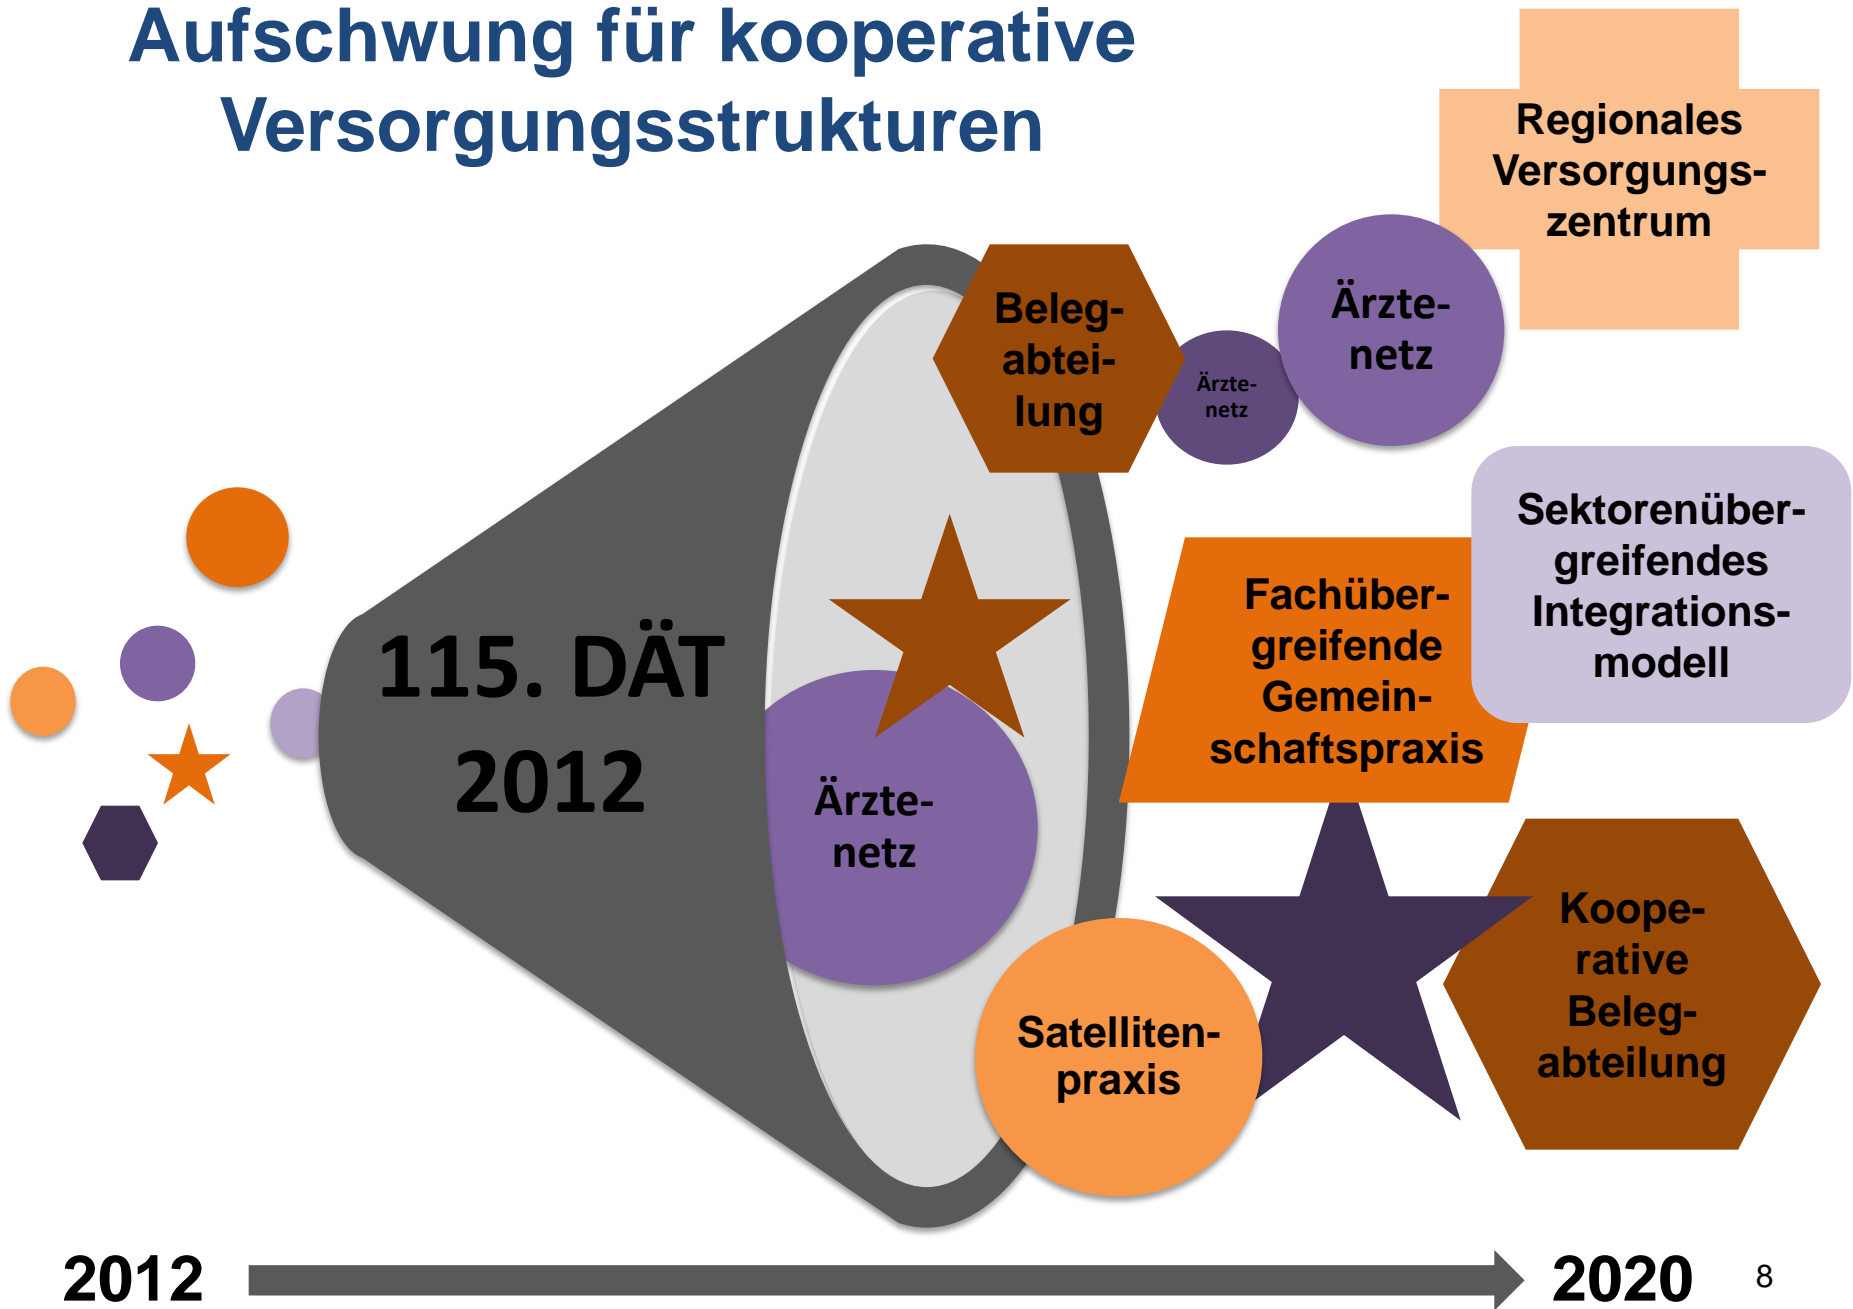 Aufschwung für kooperative
Versorgungsstrukturen
Regionales
Versorgungs-
zentrum
Beleg-
abtei-
lung
Ärzte-
netz
Ärzte-
netz
Sektorenüber-
greifendes
Integrations-
modell
Fachüber-
greifende
Gemein-
schaftspraxis
115. DÄT
2012
Ärzte-
netz
Koope-
rative
Beleg-
abteilung
Satelliten-
praxis
2012
2020
8